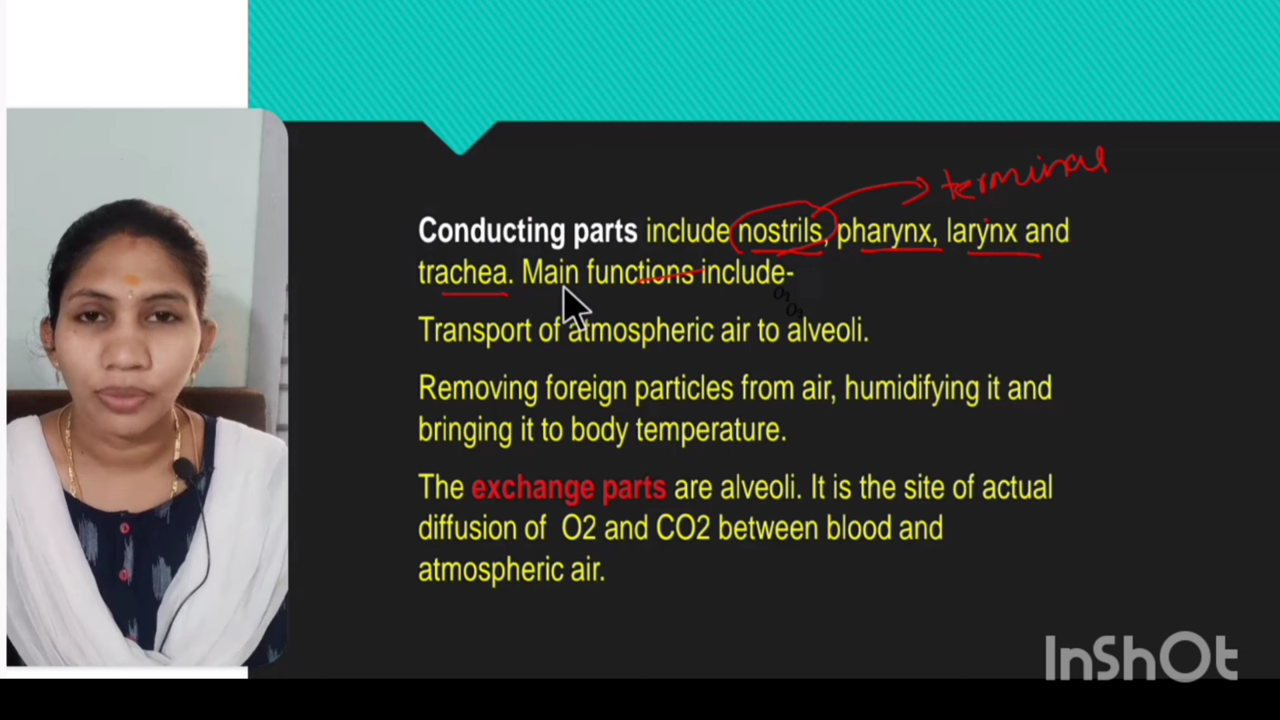 terminal
Conducting parts include nostrils, pharynx, larynx and
trachea. Main functions include-
O2
O2
Transport of atmospheric air to alveoli.
Removing foreign particles from air, humidifying it and
bringing it to body temperature.
The exchange parts are alveoli. It is the site of actual
diffusion of O2 and CO2 between blood and
atmospheric air.
InShOt